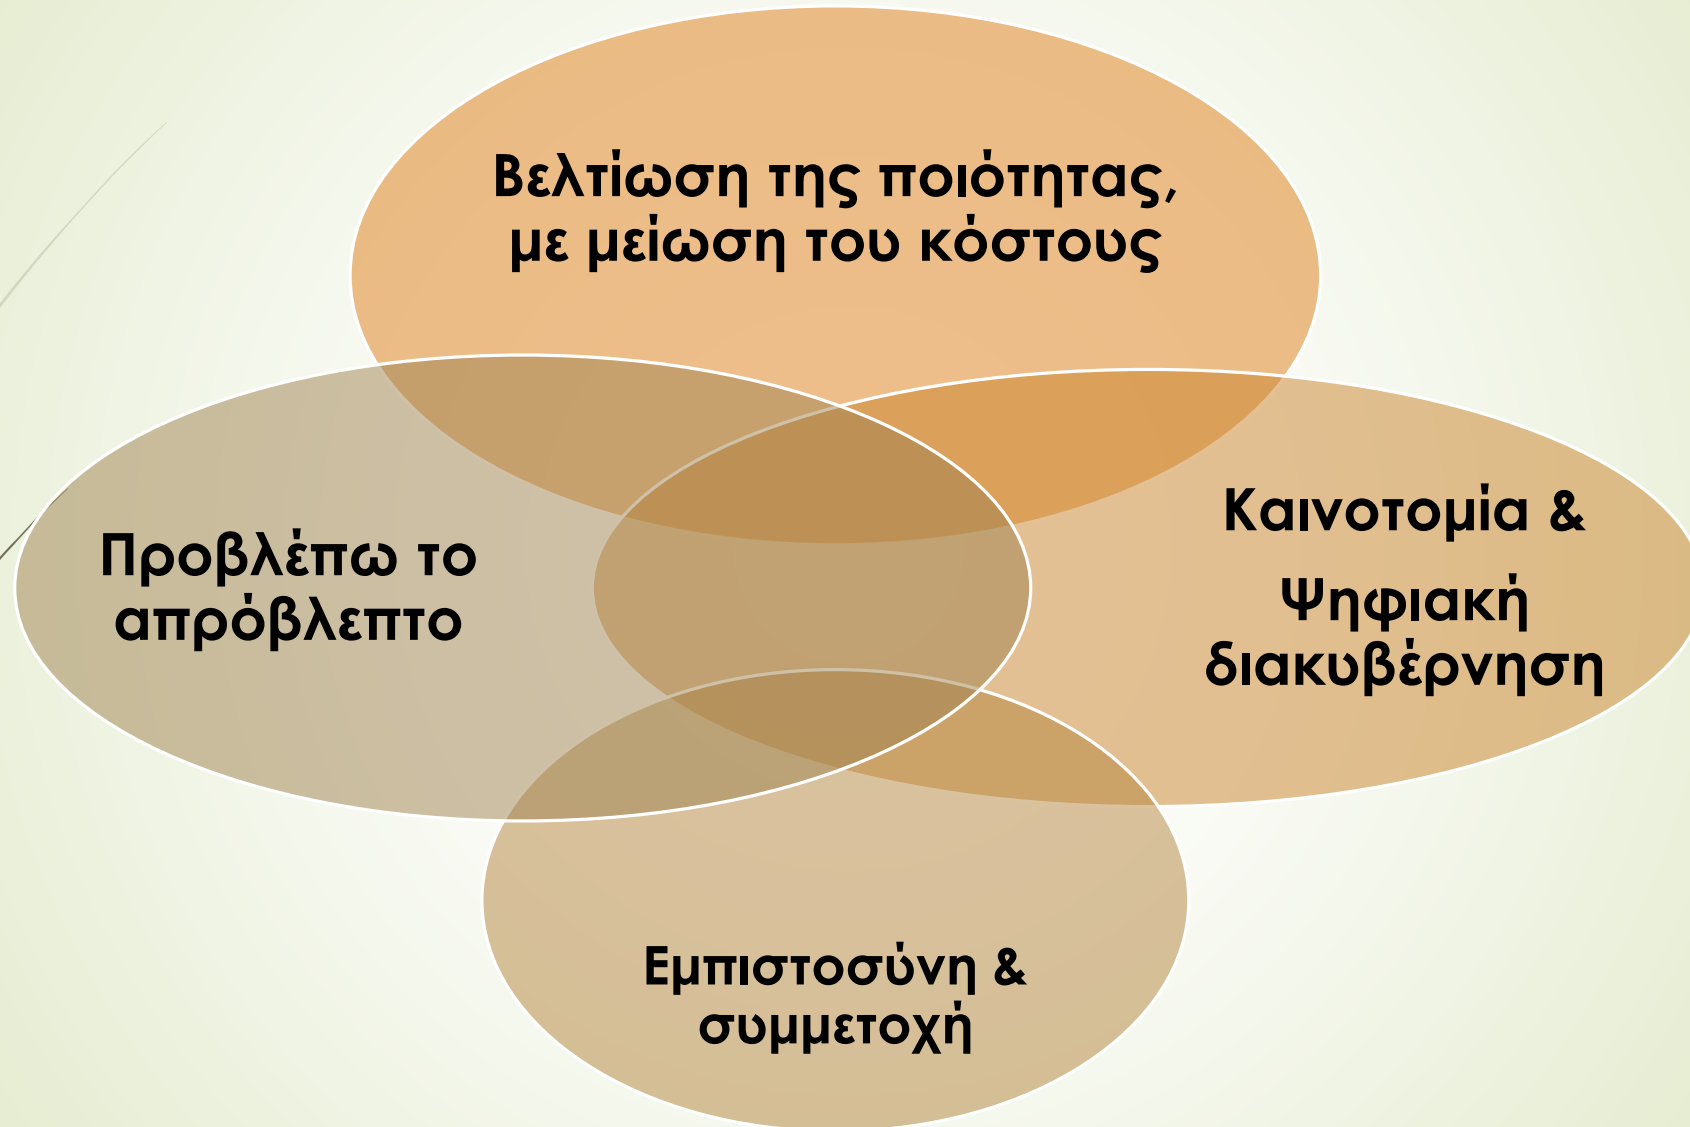 Βελτίωση της ποιότητας,
με μείωση του κόστους
Προβλέπω το
απρόβλεπτο
Καινοτομία &
Ψηφιακή
διακυβέρνηση
Εμπιστοσύνη &
συμμετοχή